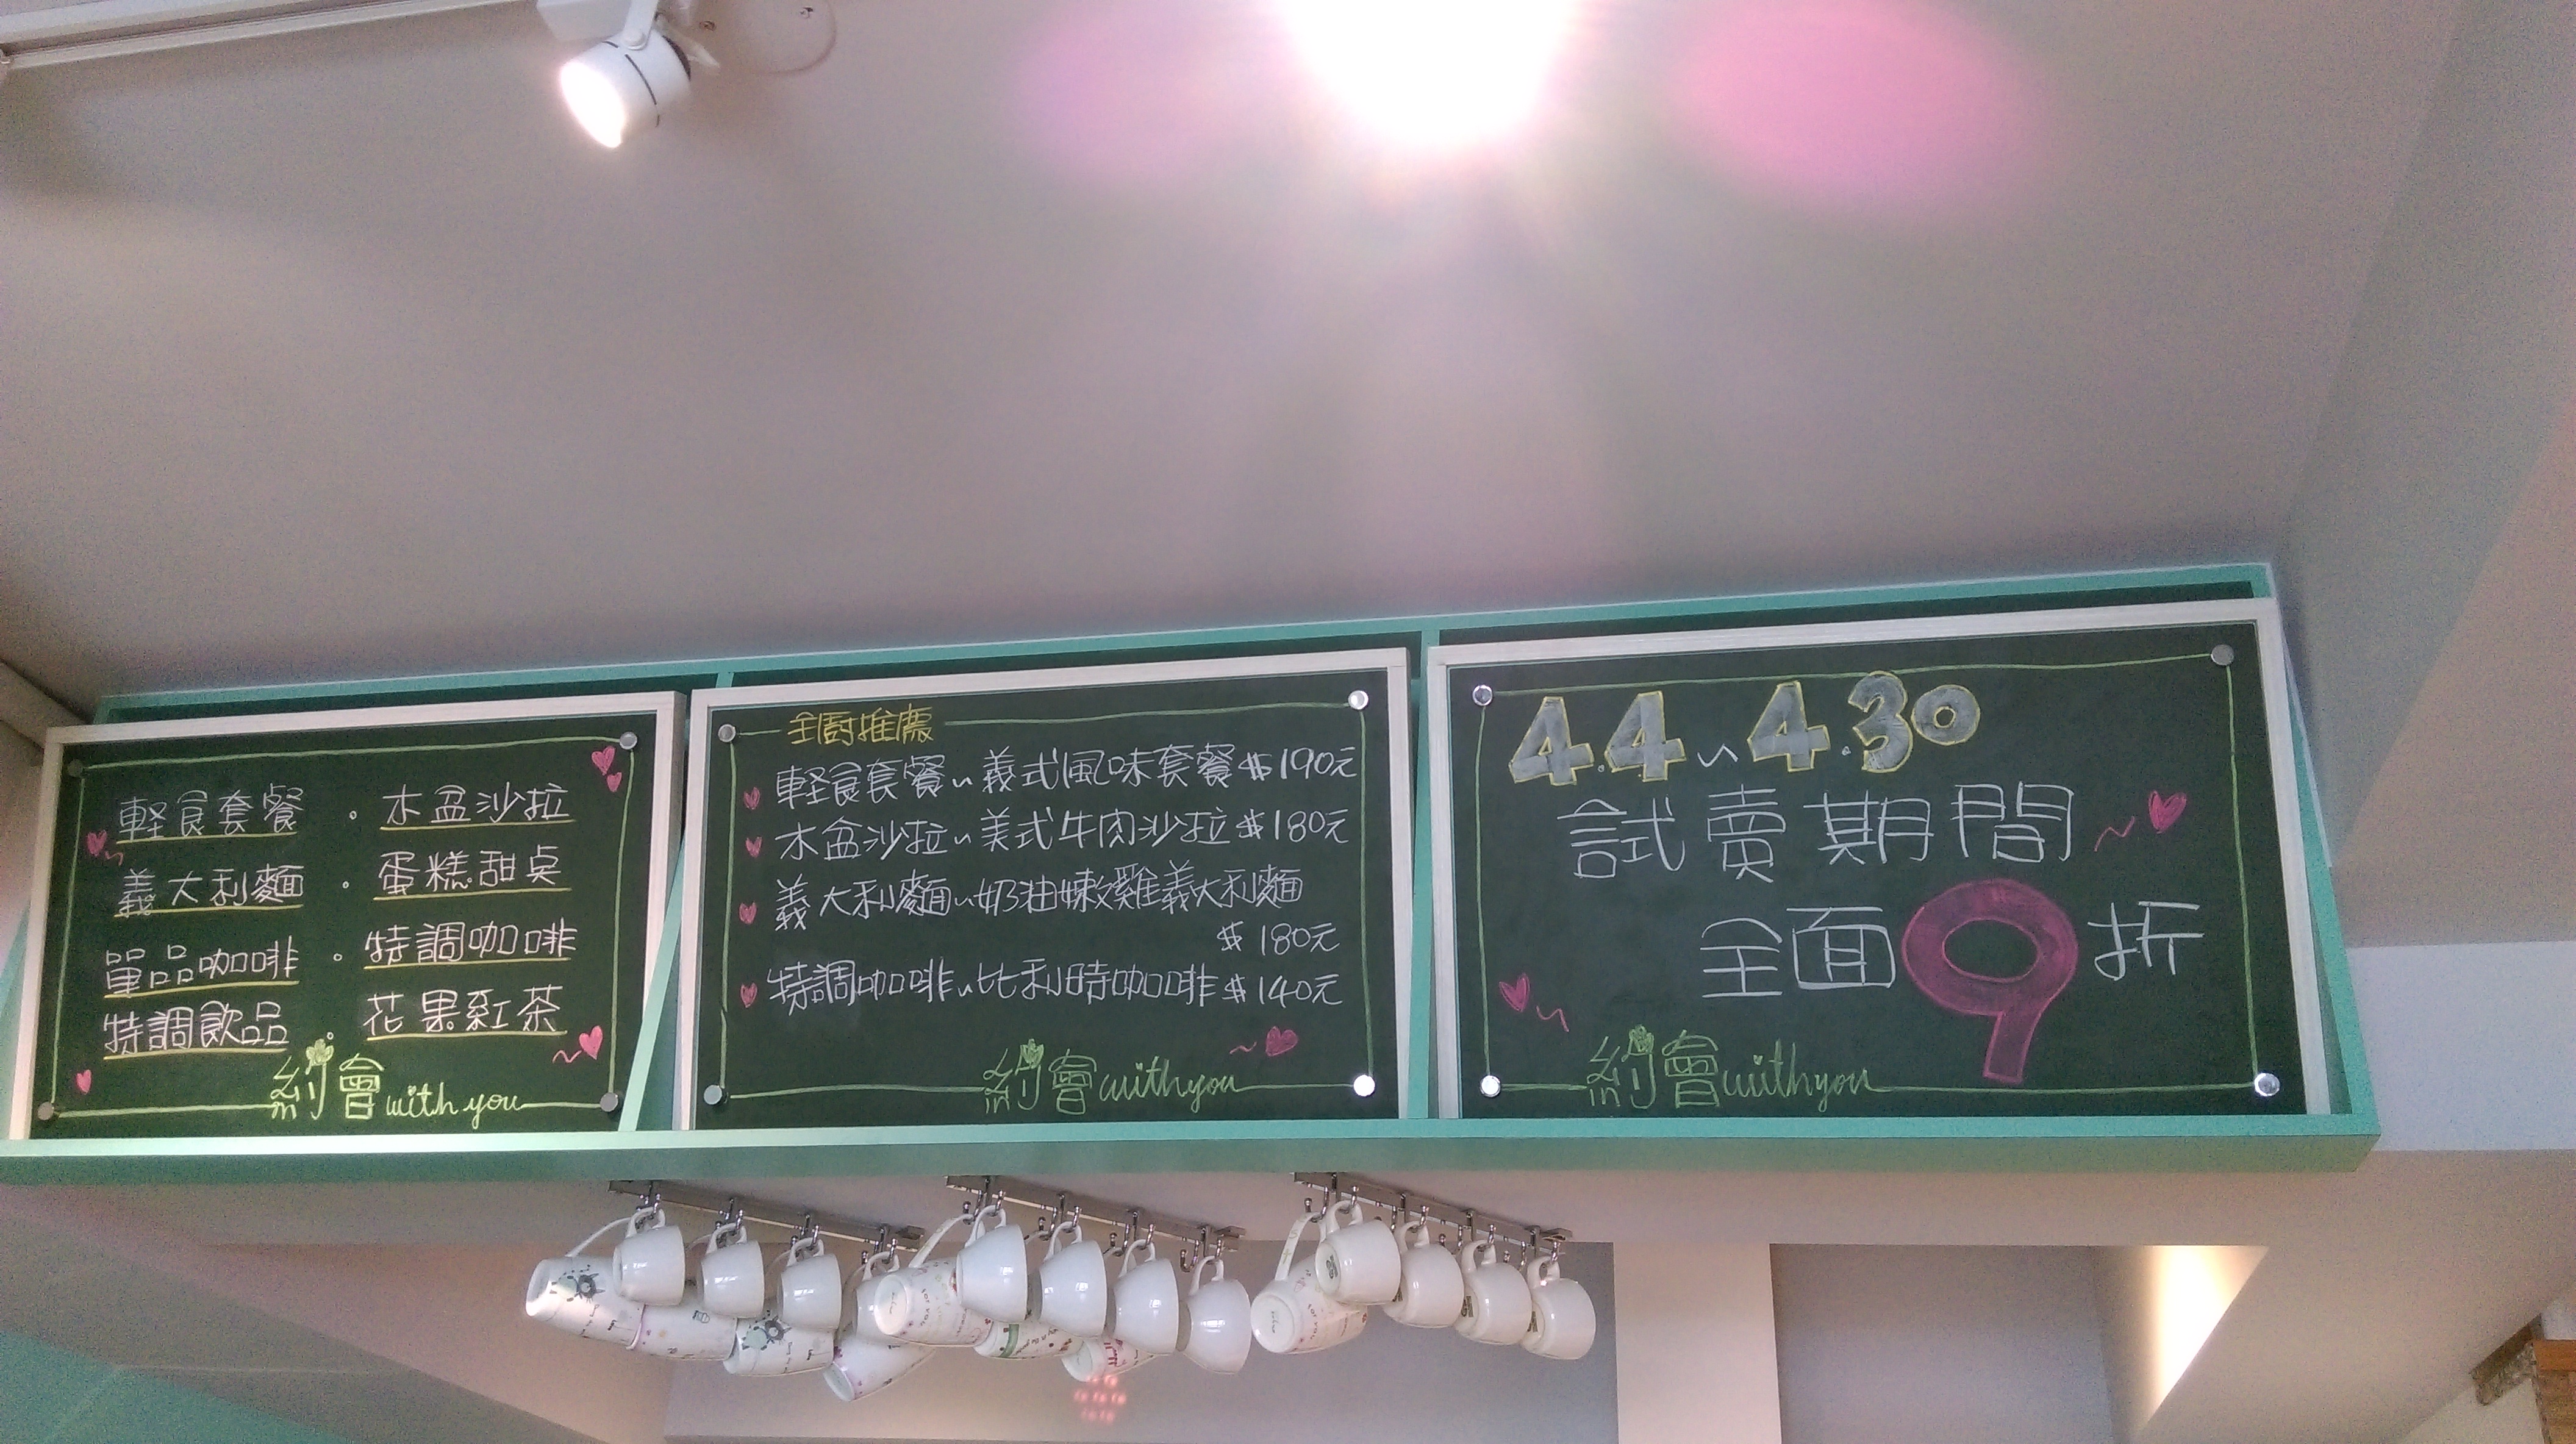 輕食套餐 · 木盆沙拉
義大利麵 · 蛋糕甜桌
單品咖啡 · 特調咖啡
特調飲品 · 花果紅茶
約會 with you
主廚推薦
輕食套餐~義式風味套餐$190元
木盆沙拉~美式牛肉沙拉$180元
義大利麵~奶油嫩雞義大利麵
$180元
特調咖啡~比利時咖啡$140元
約會 with you
4.4~4.30
試賣期間
全面9折
約會 with you